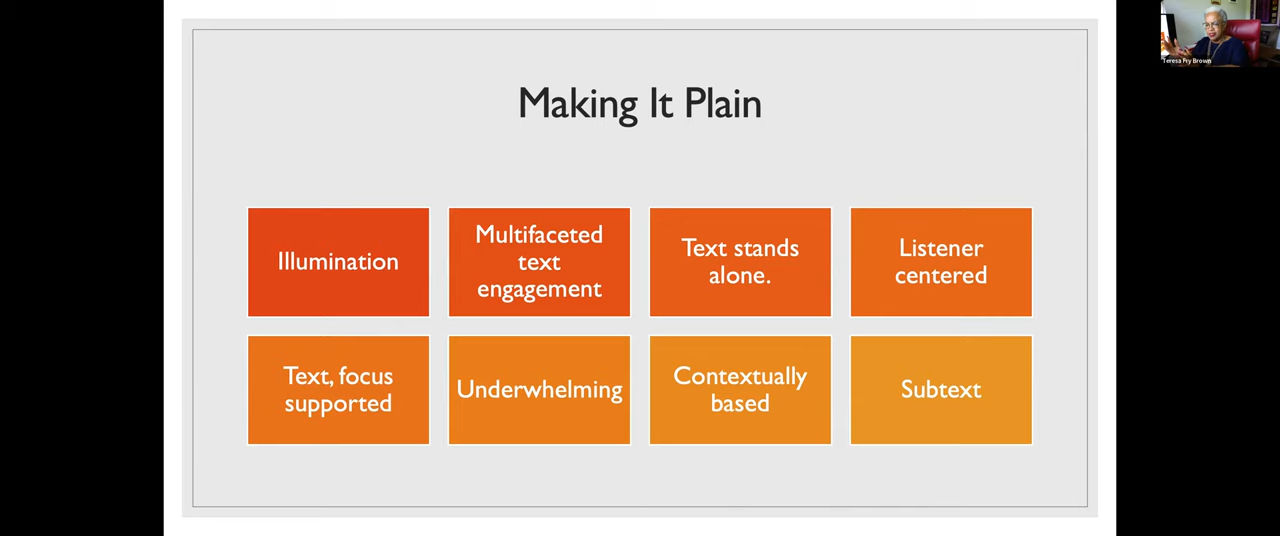 Making It Plain
Illumination
Multifaceted
text
engagement
Text stands
alone.
Listener
centered
Text, focus
supported
Underwhelming
Contextually
based
Subtext
Teresa Fry Brown